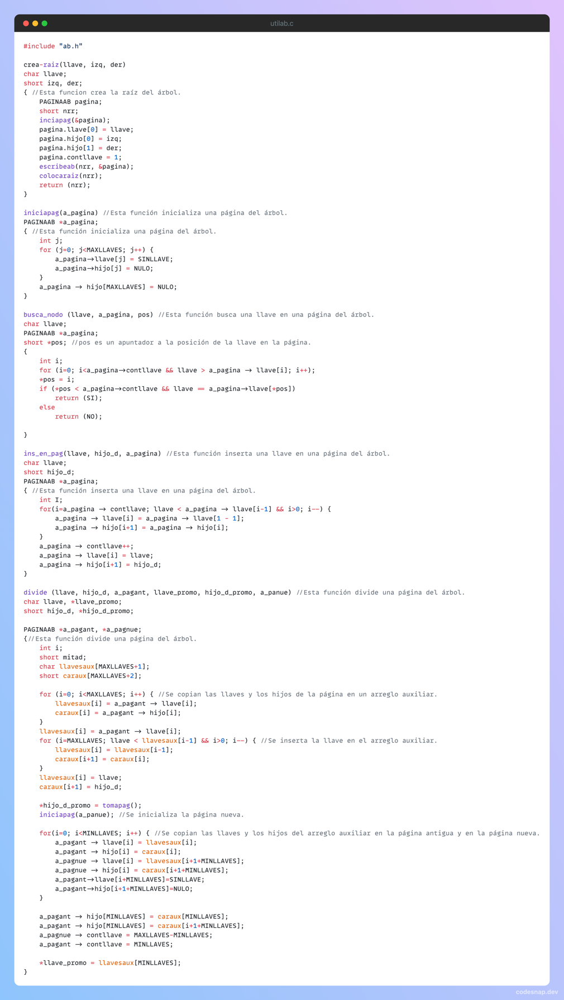 utilab.c
#include "ab.h"
crea-raiz(llave, izq, der)
char llave;
short izq, der;
{ //Esta funcion crea la raíz del árbol.
    PAGINAAB pagina;
    short nrr;
    inciapag(&pagina);
    pagina.llave[0] = llave;
    pagina.hijo[0] = izq;
    pagina.hijo[1] = der;
    pagina.contllave = 1;
    escribeab(nrr, &pagina);
    colocaraiz(nrr);
    return (nrr);
}
iniciapag(a_pagina) //Esta función inicializa una página del árbol.
PAGINAAB *a_pagina;
{ //Esta función inicializa una página del árbol.
    int j;
    for (j=0; j<MAXLLAVES; j++) {
        a_pagina->llave[j] = SINLLAVE;
        a_pagina->hijo[j] = NULO;
    }
    a_pagina -> hijo[MAXLLAVES] = NULO;
}
busca_nodo (llave, a_pagina, pos) //Esta función busca una llave en una página del árbol.
char llave;
PAGINAAB *a_pagina;
short *pos; //pos es un apuntador a la posición de la llave en la página.
{
    int i;
    for (i=0; i<a_pagina->contllave && llave > a_pagina -> llave[i]; i++);
    *pos = i;
    if (*pos < a_pagina->contllave && llave == a_pagina->llave[*pos])
        return (SI);
    else
        return (NO);
}
ins_en_pag(llave, hijo_d, a_pagina) //Esta función inserta una llave en una página del árbol.
char llave;
short hijo_d;
PAGINAAB *a_pagina;
{ //Esta función inserta una llave en una página del árbol.
    int I;
    for(i=a_pagina -> contllave; llave < a_pagina -> llave[i-1] && i>0; i--) {
        a_pagina -> llave[i] = a_pagina -> llave[1 - 1];
        a_pagina -> hijo[i+1] = a_pagina -> hijo[i];
    }
    a_pagina -> contllave++;
    a_pagina -> llave[i] = llave;
    a_pagina -> hijo[i+1] = hijo_d;
}
divide (llave, hijo_d, a_pagant, llave_promo, hijo_d_promo, a_panue) //Esta función divide una página del árbol.
char llave, *llave_promo;
short hijo_d, *hijo_d_promo;
PAGINAAB *a_pagant, *a_pagnue;
{//Esta función divide una página del árbol.
    int i;
    short mitad;
    char llavesaux[MAXLLAVES+1];
    short caraux[MAXLLAVES+2];
    for (i=0; i<MAXLLAVES; i++) { //Se copian las llaves y los hijos de la página en un arreglo auxiliar.
        llavesaux[i] = a_pagant -> llave[i];
        caraux[i] = a_pagant -> hijo[i];
    }
    llavesaux[i] = a_pagant -> llave[i];
    for (i=MAXLLAVES; llave < llavesaux[i-1] && i>0; i--) { //Se inserta la llave en el arreglo auxiliar.
        llavesaux[i] = llavesaux[i-1];
        caraux[i+1] = caraux[i];
    }
    llavesaux[i] = llave;
    caraux[i+1] = hijo_d;
    *hijo_d_promo = tomapag();
    iniciapag(a_panue); //Se inicializa la página nueva.
    for(i=0; i<MINLLAVES; i++) { //Se copian las llaves y los hijos del arreglo auxiliar en la página antigua y en la página nueva.
        a_pagant -> llave[i] = llavesaux[i];
        a_pagant -> hijo[i] = caraux[i];
        a_pagnue -> llave[i] = llavesaux[i+1+MINLLAVES];
        a_pagnue -> hijo[i] = caraux[i+1+MINLLAVES];
        a_pagant->llave[i+MINLLAVES]=SINLLAVE;
        a_pagant->hijo[i+1+MINLLAVES]=NULO;
    }
    a_pagant -> hijo[MINLLAVES] = caraux[MINLLAVES];
    a_pagant -> hijo[MINLLAVES] = caraux[i+1+MINLLAVES];
    a_pagnue -> contllave = MAXLLAVES-MINLLAVES;
    a_pagant -> contllave = MINLLAVES;
    *llave_promo = llavesaux[MINLLAVES];
}
codesnap.dev